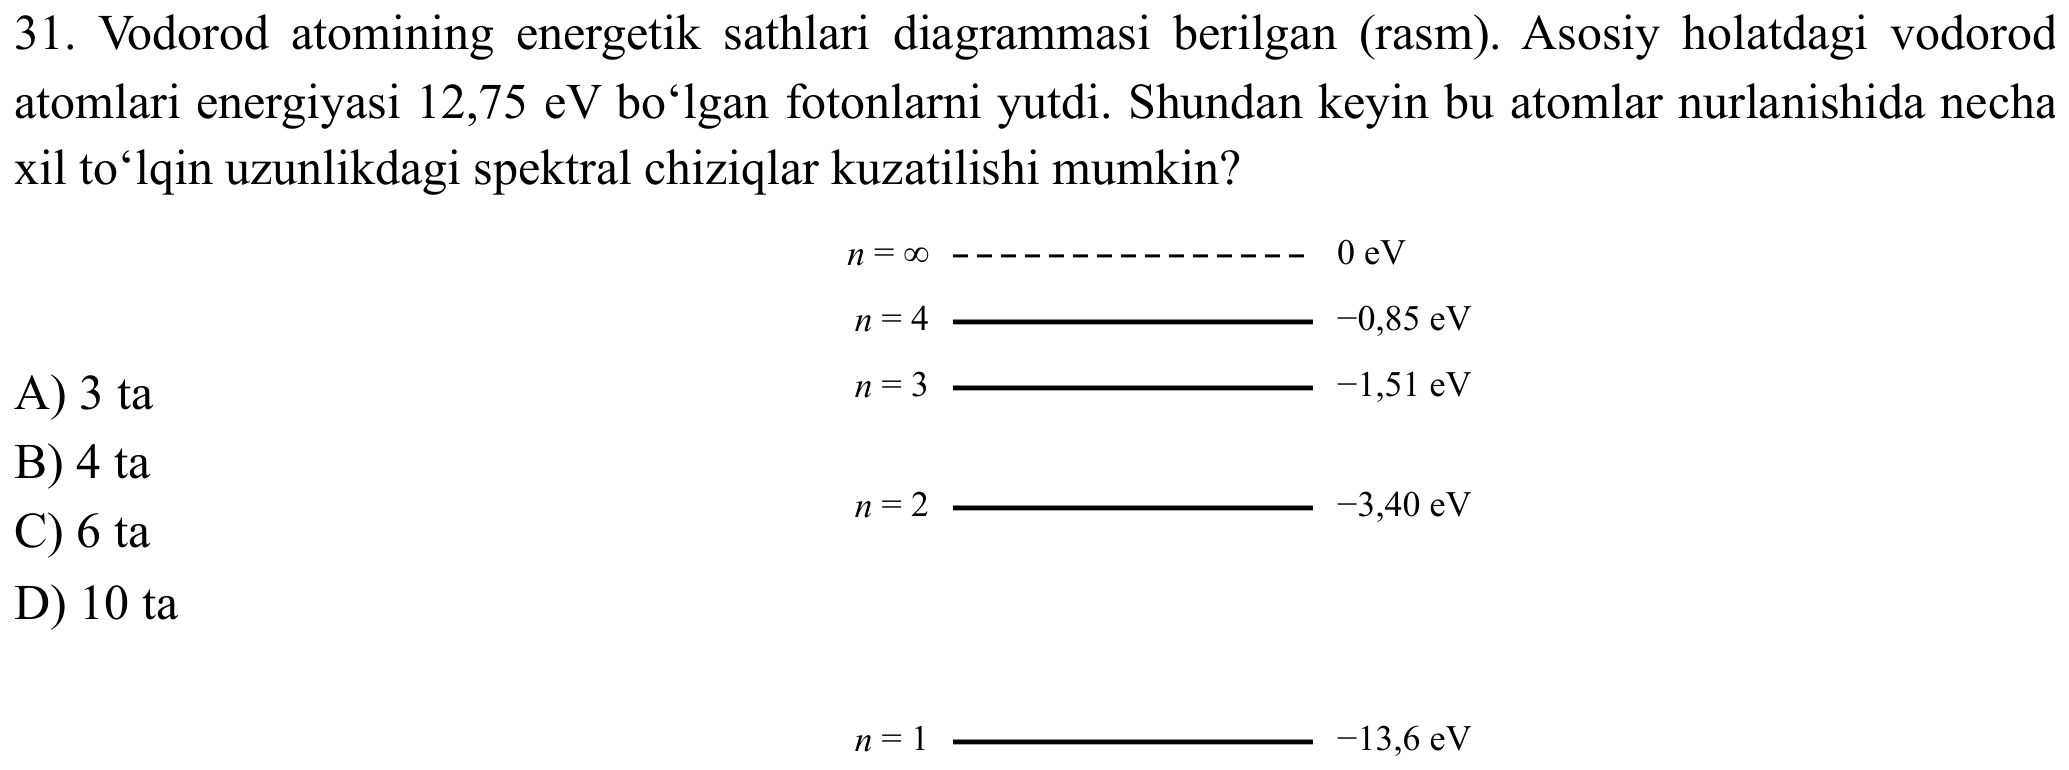 31. Vodorod atomining energetik sathlari diagrammasi berilgan (rasm). Asosiy holatdagi vodorod
atomlari energiyasi 12,75 eV bo‘lgan fotonlarni yutdi. Shundan keyin bu atomlar nurlanishida necha
xil to‘lqin uzunlikdagi spektral chiziqlar kuzatilishi mumkin?
n = ∞ 0 eV
n = 4 −0,85 eV
n = 3 −1,51 eV
A) 3 ta
B) 4 ta
n = 2 −3,40 eV
C) 6 ta
D) 10 ta
n = 1 −13,6 eV